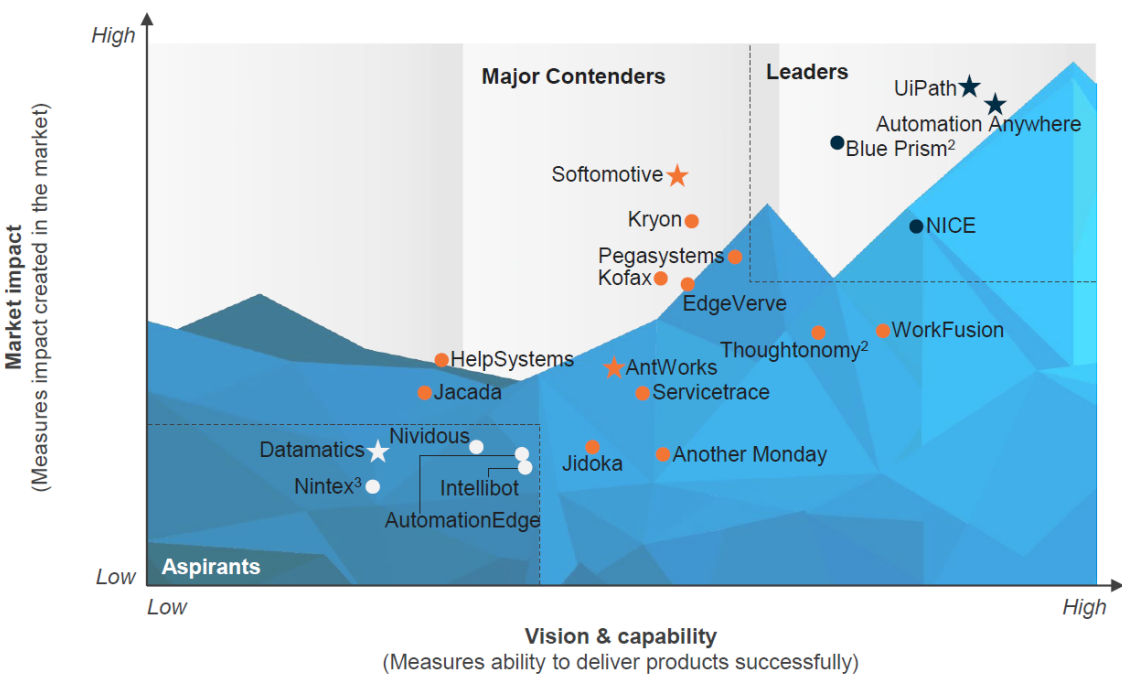 High
Major Contenders
Leaders
UiPath
Automation Anywhere
Blue Prism²
Softomotive
Kryon
NICE
Pegasystems
Kofax
EdgeVerve
WorkFusion
Thoughtonomy²
HelpSystems
AntWorks
Jacada
Servicetrace
Nividous
Datamatics
Jidoka
Another Monday
Nintex³
Intellibot
AutomationEdge
Aspirants
Low
Market impact
(Measures impact created in the market)
Low
High
Vision & capability
(Measures ability to deliver products successfully)